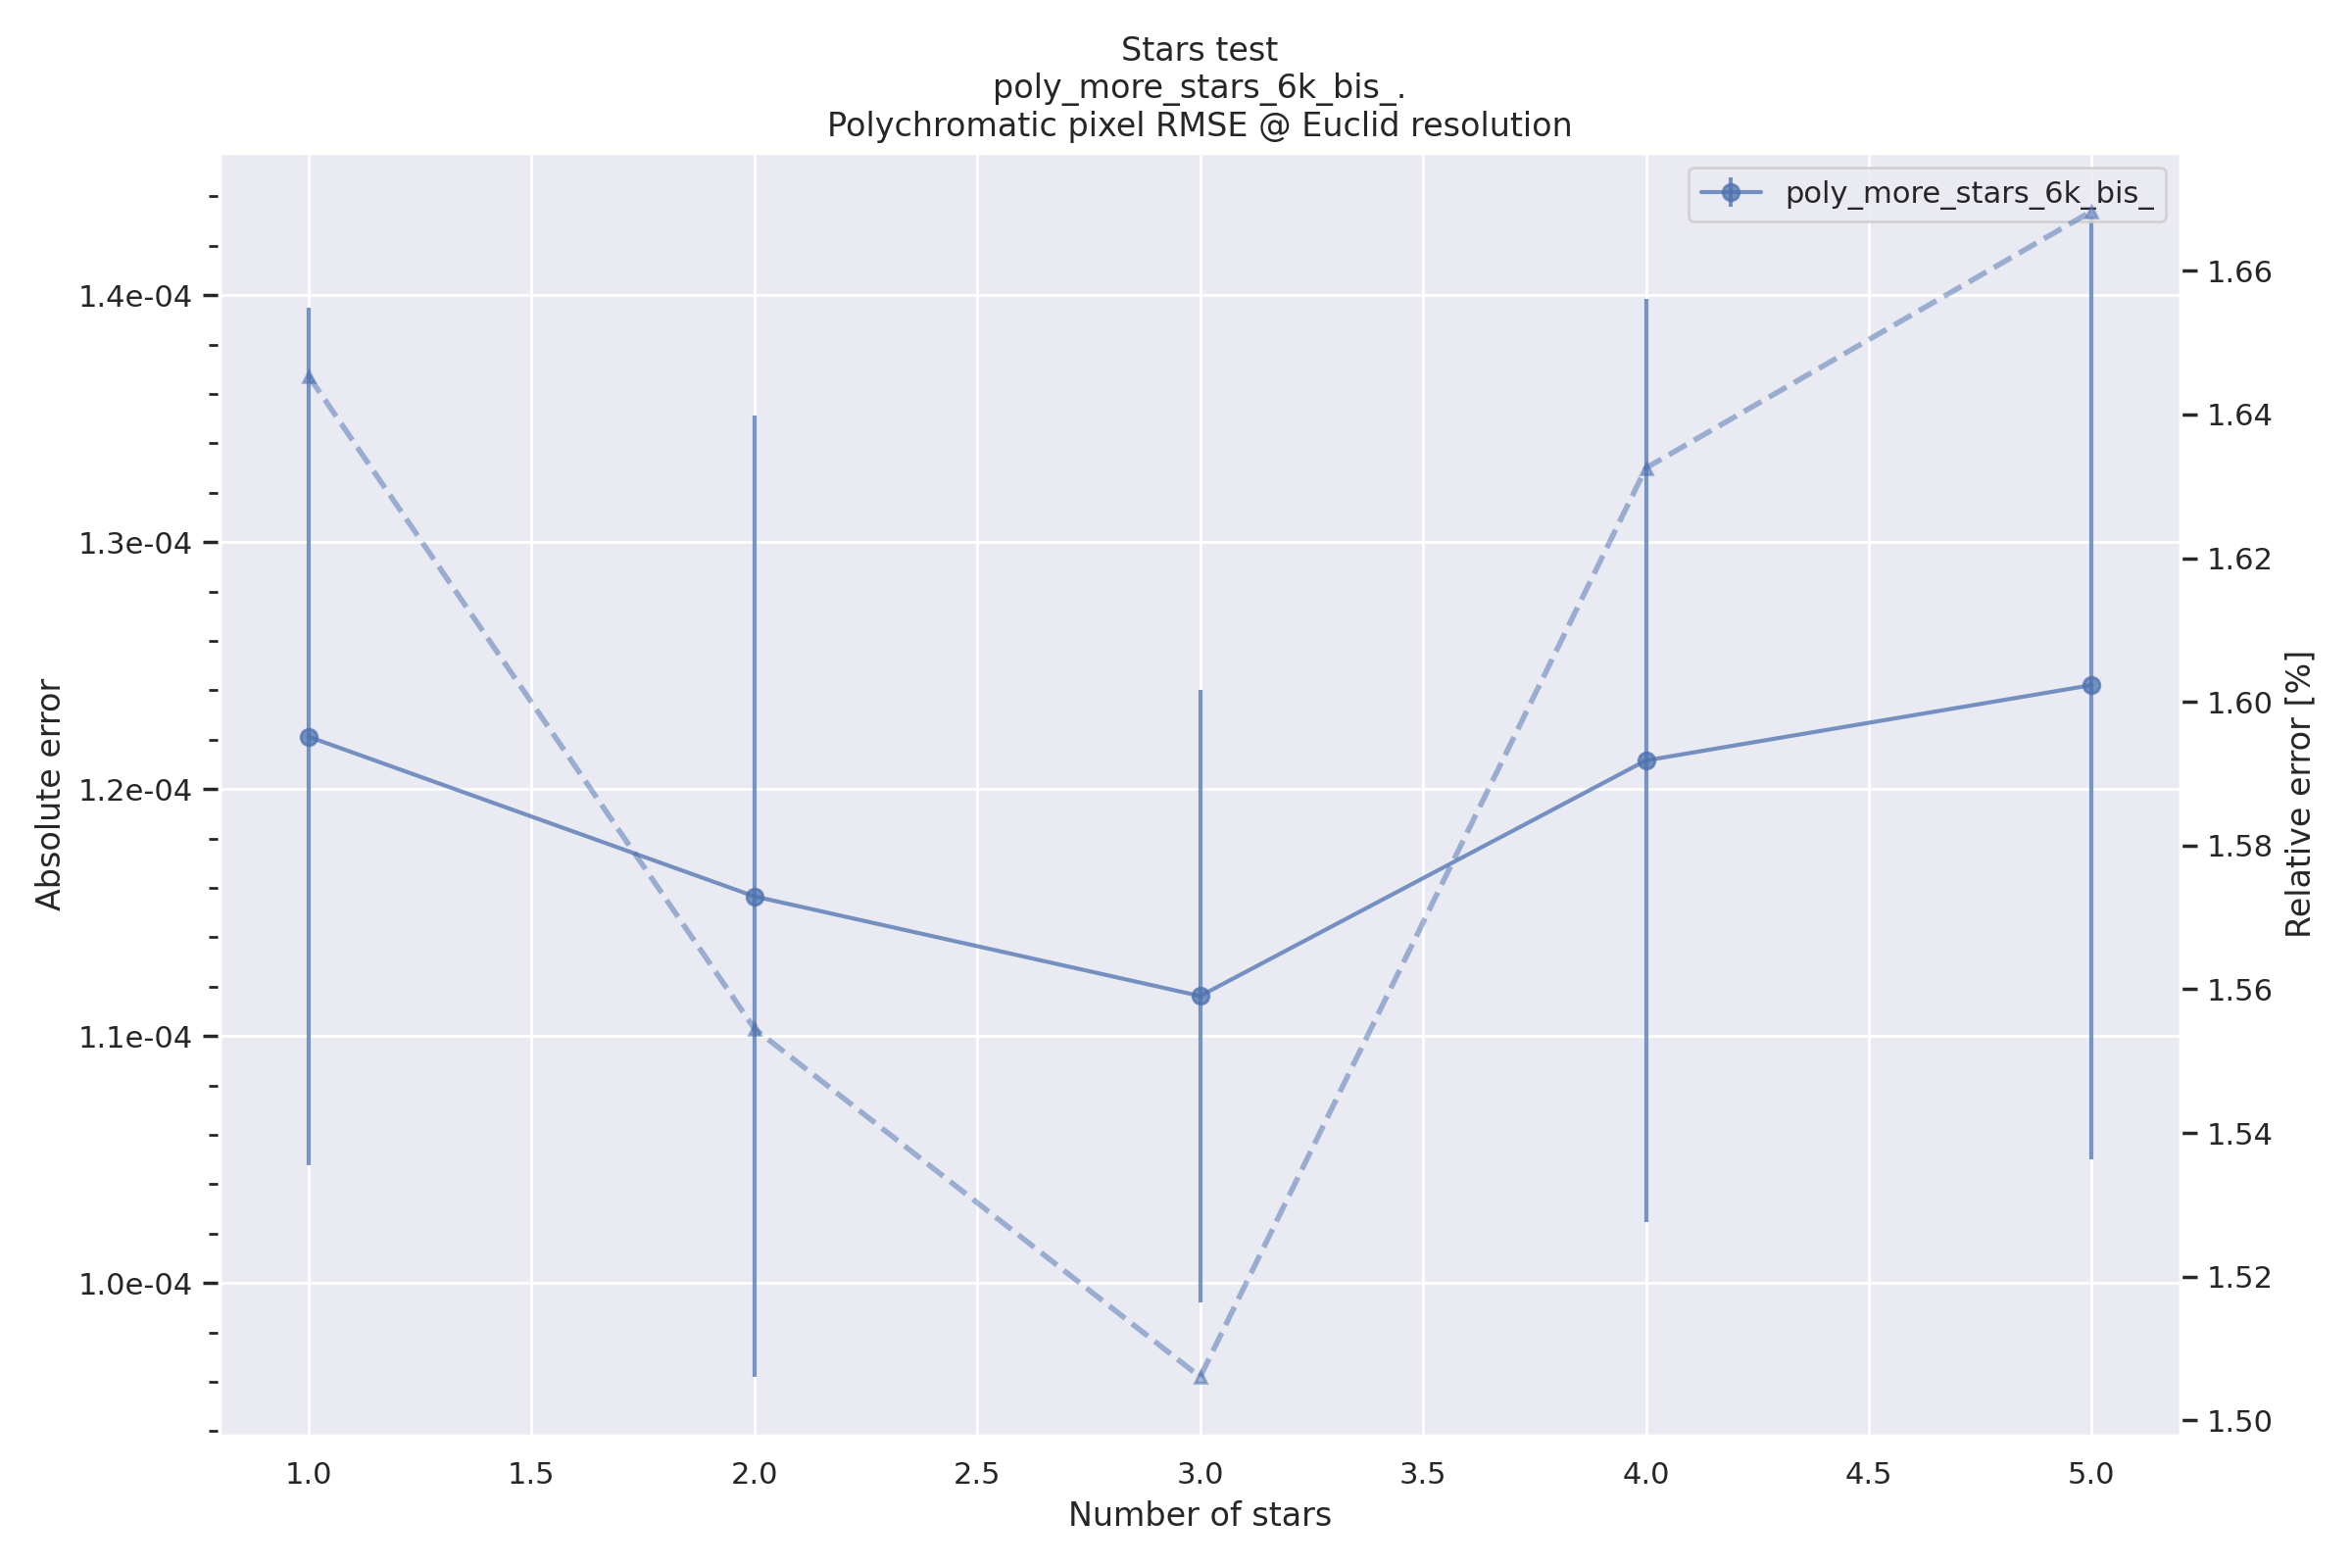 Stars test
poly_more_stars_6k_bis_.
Polychromatic pixel RMSE @ Euclid resolution
poly_more_stars_6k_bis_
Absolute error
1.4e-04
1.3e-04
1.2e-04
1.1e-04
1.0e-04
Relative error [%]
1.66
1.64
1.62
1.60
1.58
1.56
1.54
1.52
1.50
1.0 1.5 2.0 2.5 3.0 3.5 4.0 4.5 5.0
Number of stars